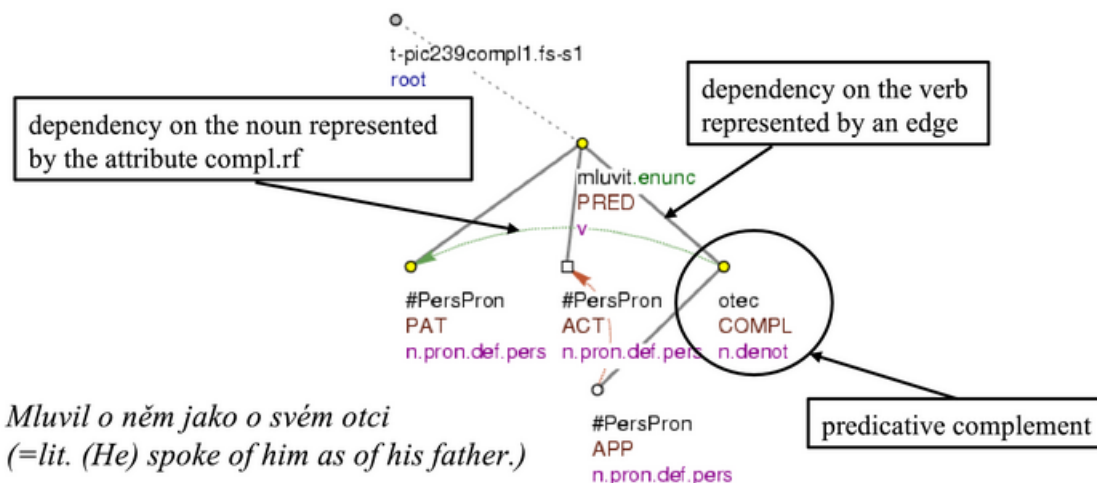 t-pic239compl1.fs-s1
root
dependency on the noun represented
by the attribute compl.rf
dependency on the verb
represented by an edge
mluvit.enunc
PRED
v
#PersPron
PAT
n.pron.def.pers
#PersPron
ACT
n.pron.def.pers
otec
COMPL
n.denot
#PersPron
APP
n.pron.def.pers
predicative complement
Mluvil o něm jako o svém otci
(=lit. (He) spoke of him as of his father.)